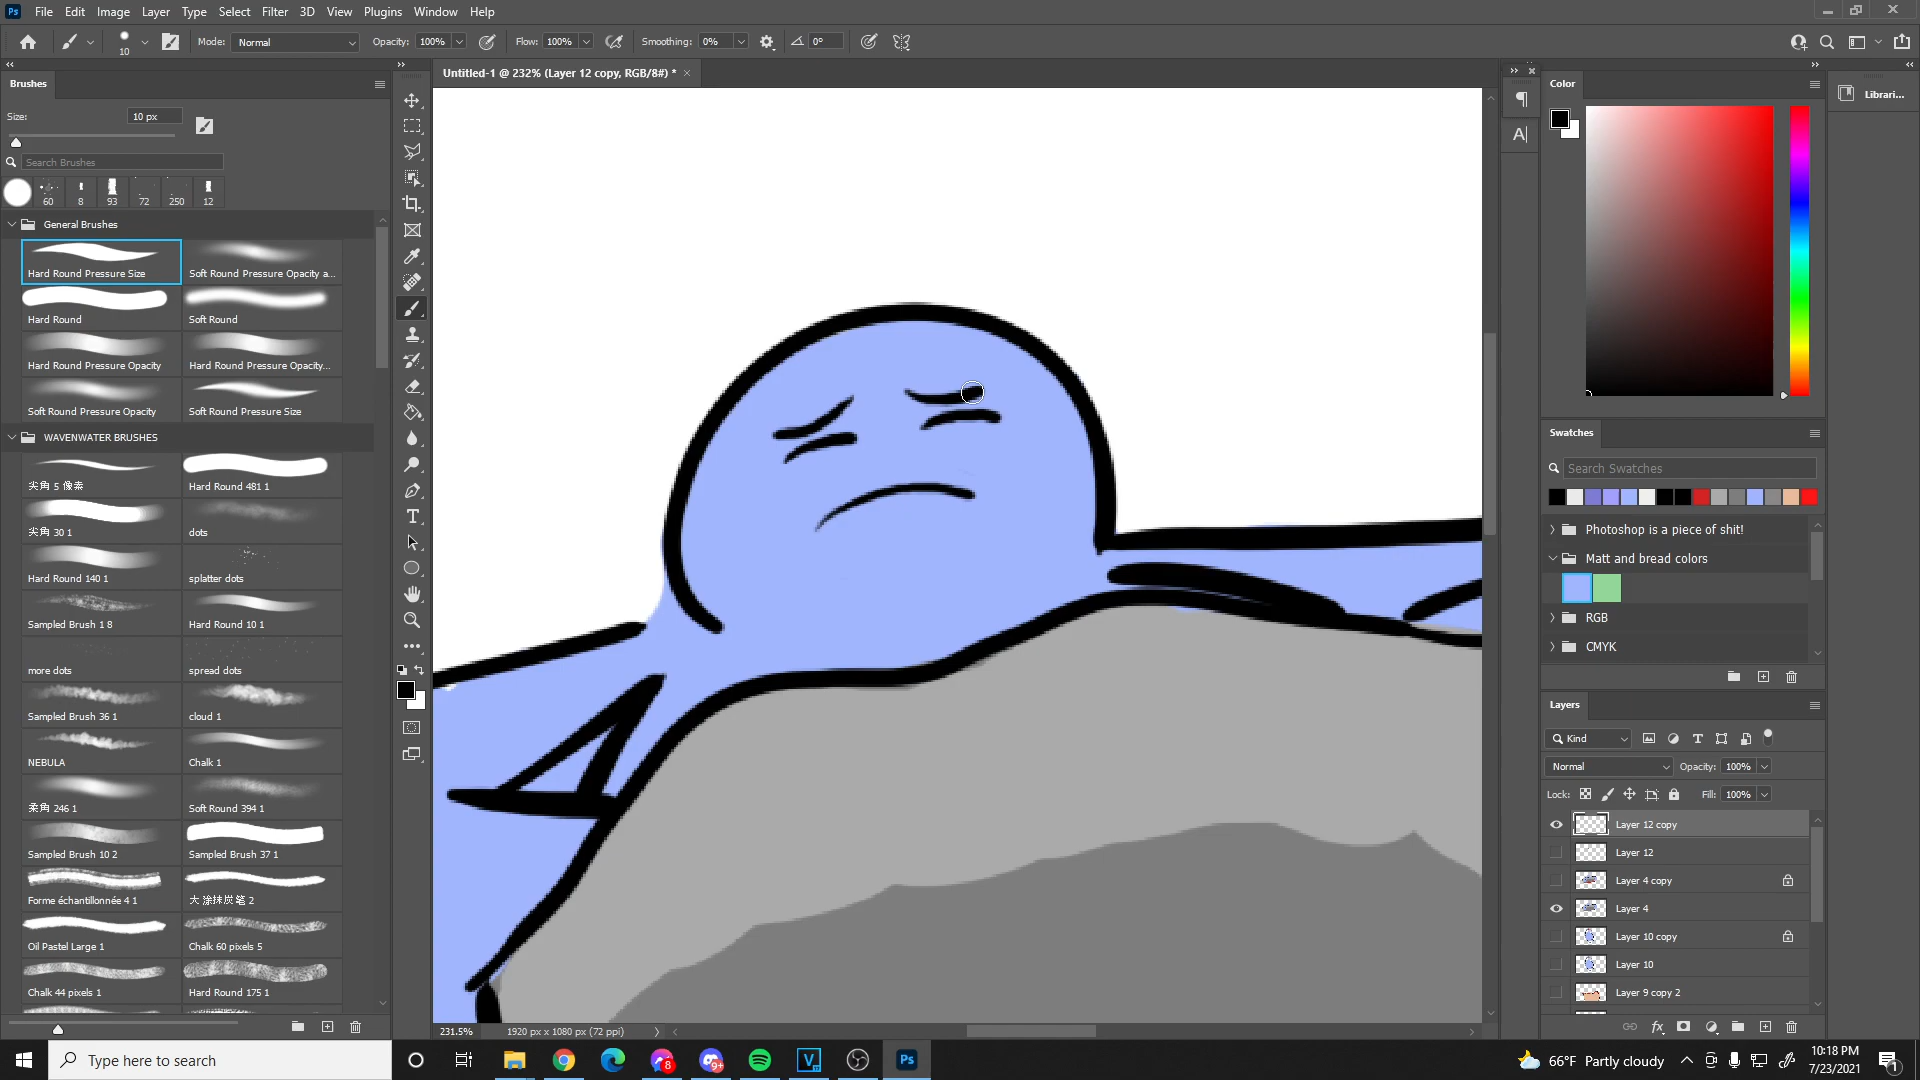 Ps File Edit Image Layer Type Select Filter 3D View Plugins Window Help
10 Mode: Normal Opacity: 100% Flow: 100% Smoothing: 0% 0°
Brushes
Untitled-1 @ 232% (Layer 12 copy, RGB/8#) * ×
Size: 10 px
Search Brushes
60 8 93 72 250 12
General Brushes
Hard Round Pressure Size Soft Round Pressure Opacity a...
Hard Round Soft Round
Hard Round Pressure Opacity Hard Round Pressure Opacity...
Soft Round Pressure Opacity Soft Round Pressure Size
WAVENWATER BRUSHES
尖角 5 像素 Hard Round 481 1
尖角 30 1 dots
Hard Round 140 1 splatter dots
Sampled Brush 1 8 Hard Round 10 1
more dots spread dots
Sampled Brush 36 1 cloud 1
NEBULA Chalk 1
柔角 246 1 Soft Round 394 1
Sampled Brush 10 2 Sampled Brush 37 1
Forme échantillonnée 4 1 大 涂抹炭笔 2
Oil Pastel Large 1 Chalk 60 pixels 5
Chalk 44 pixels 1 Hard Round 175 1
231.5% 1920 px x 1080 px (72 ppi)
Color
Librari...
Swatches
Search Swatches
Photoshop is a piece of shit!
Matt and bread colors
RGB
CMYK
Layers
Kind
Normal Opacity: 100%
Lock: Fill: 100%
Layer 12 copy
Layer 12
Layer 4 copy
Layer 4
Layer 10 copy
Layer 10
Layer 9 copy 2
Type here to search
8 9+ V Ps
66°F Partly cloudy
10:18 PM
7/23/2021
1